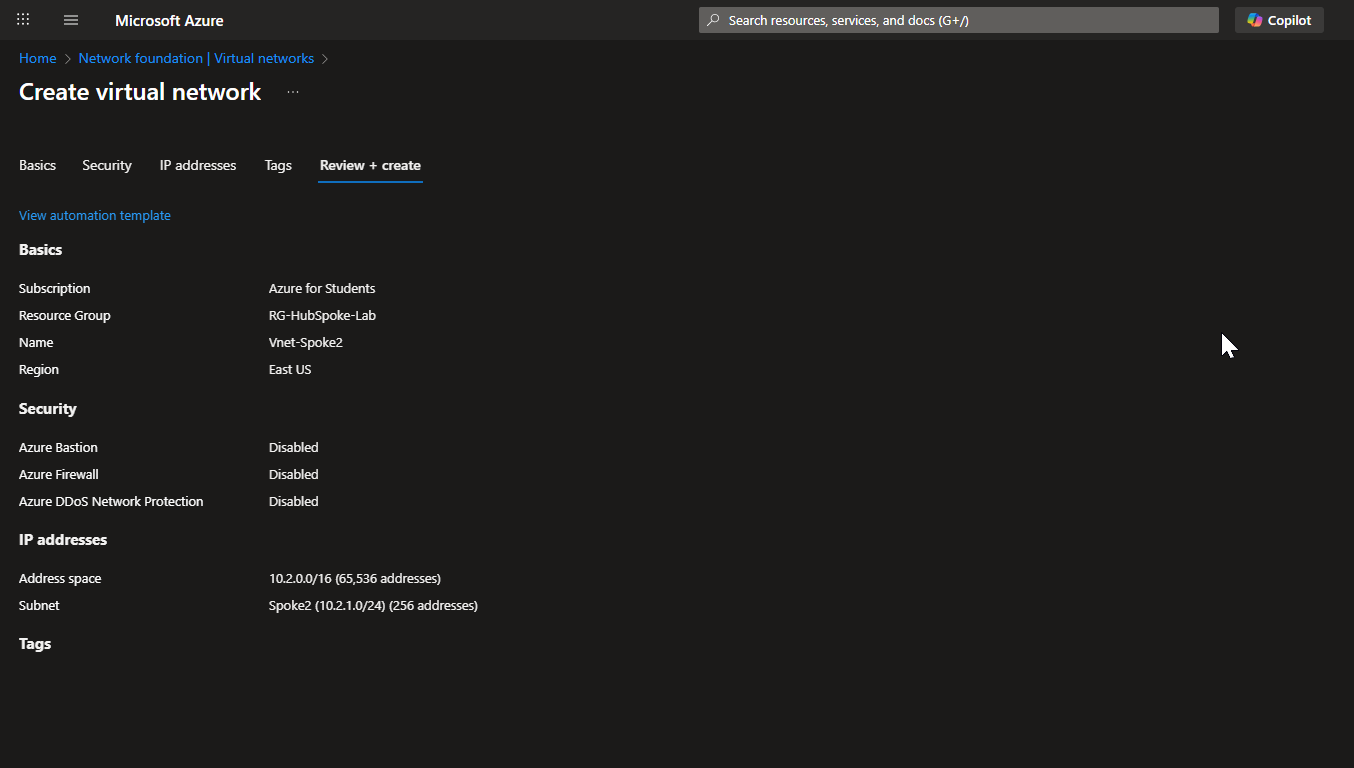 Microsoft Azure
Search resources, services, and docs (G+/)
Copilot
Home > Network foundation | Virtual networks >
Create virtual network ...
Basics Security IP addresses Tags Review + create
View automation template
Basics
Subscription Azure for Students
Resource Group RG-HubSpoke-Lab
Name Vnet-Spoke2
Region East US
Security
Azure Bastion Disabled
Azure Firewall Disabled
Azure DDoS Network Protection Disabled
IP addresses
Address space 10.2.0.0/16 (65,536 addresses)
Subnet Spoke2 (10.2.1.0/24) (256 addresses)
Tags